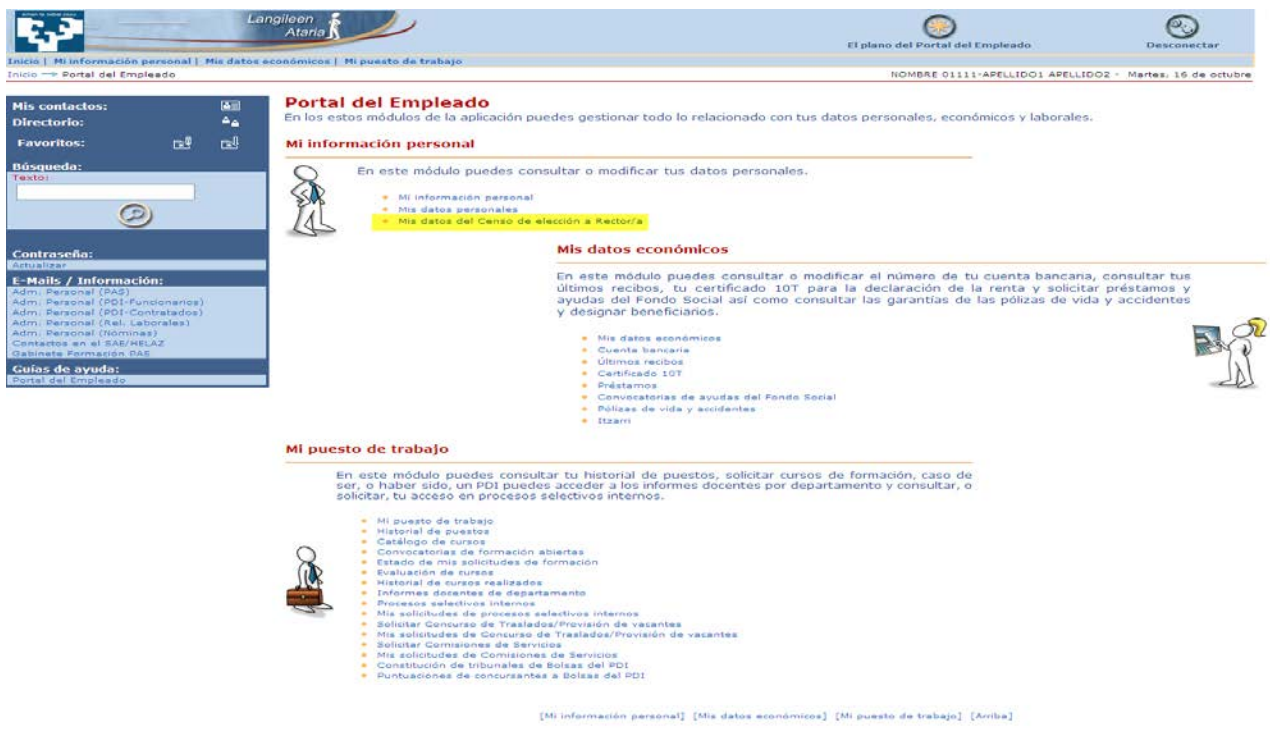 Langileen
Ataria
El plano del Portal del Empleado
Desconectar
Inicio | Mi información personal | Mis datos económicos | Mi puesto de trabajo
Inicio → Portal del Empleado
NOMBRE 01111-APELLIDO1 APELLIDO2 - Martes, 16 de octubre
Mis contactos:
Directorio:
Favoritos:
Búsqueda:
Texto:
Contraseña:
Actualizar
E-Mails / Información:
Adm. Personal (PAS)
Adm. Personal (PDI-Funcionarios)
Adm. Personal (PDI-Contratados)
Adm. Personal (Rel. Laborales)
Adm. Personal (Nóminas)
Contactos en el SAE/HELAZ
Gabinete Formación PAS
Guías de ayuda:
Portal del Empleado
Portal del Empleado
En los estos módulos de la aplicación puedes gestionar todo lo relacionado con tus datos personales, económicos y laborales.
Mi información personal
En este módulo puedes consultar o modificar tus datos personales.
Mi información personal
Mis datos personales
Mis datos del Censo de elección a Rector/a
Mis datos económicos
En este módulo puedes consultar o modificar el número de tu cuenta bancaria, consultar tus
últimos recibos, tu certificado 10T para la declaración de la renta y solicitar préstamos y
ayudas del Fondo Social así como consultar las garantías de las pólizas de vida y accidentes
y designar beneficiarios.
Mis datos económicos
Cuenta bancaria
Últimos recibos
Certificado 10T
Préstamos
Convocatorias de ayudas del Fondo Social
Pólizas de vida y accidentes
Itzarri
Mi puesto de trabajo
En este módulo puedes consultar tu historial de puestos, solicitar cursos de formación, caso de
ser, o haber sido, un PDI puedes acceder a los informes docentes por departamento y consultar, o
solicitar, tu acceso en procesos selectivos internos.
Mi puesto de trabajo
Historial de puestos
Catálogo de cursos
Convocatorias de formación abiertas
Estado de mis solicitudes de formación
Evaluación de cursos
Historial de cursos realizados
Informes docentes de departamento
Procesos selectivos internos
Mis solicitudes de procesos selectivos internos
Solicitar Concurso de Traslados/Provisión de vacantes
Mis solicitudes de Concurso de Traslados/Provisión de vacantes
Solicitar Comisiones de Servicios
Mis solicitudes de Comisiones de Servicios
Constitución de tribunales de Bolsas del PDI
Puntuaciones de concursantes a Bolsas del PDI
[Mi información personal] [Mis datos económicos] [Mi puesto de trabajo] [Arriba]